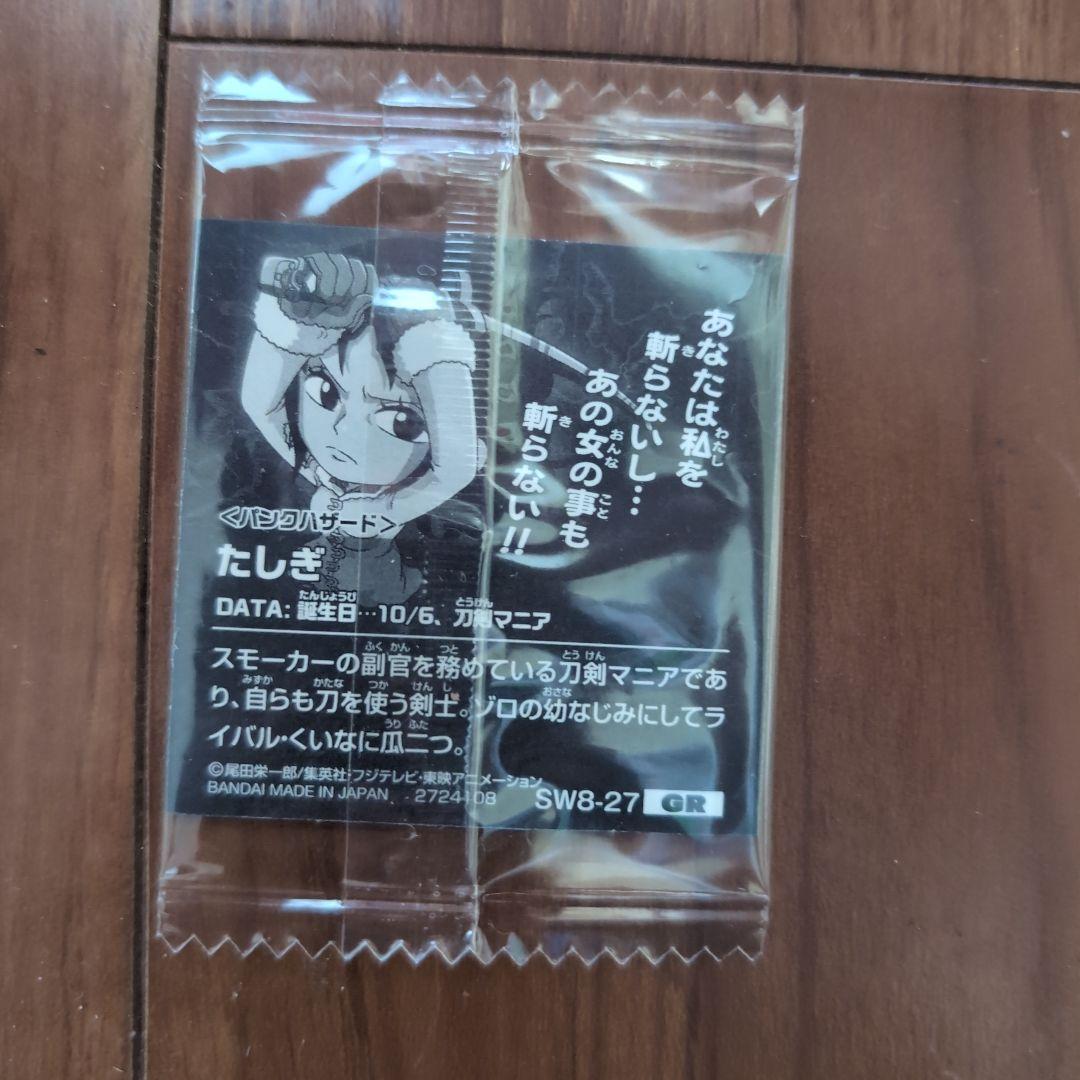 あなたは私を
斬らないし…
あの女の事も
斬らない!!
<パンクハザード>
たしぎ
DATA: 誕生日…10/6、刀剣マニア
スモーカーの副官を務めている刀剣マニアであ
り、自らも刀を使う剣士。ゾロの幼なじみにしてラ
イバル・くいなに瓜二つ。
©尾田栄一郎/集英社・フジテレビ・東映アニメーション
BANDAI MADE IN JAPAN 2724108 SW8-27 GR